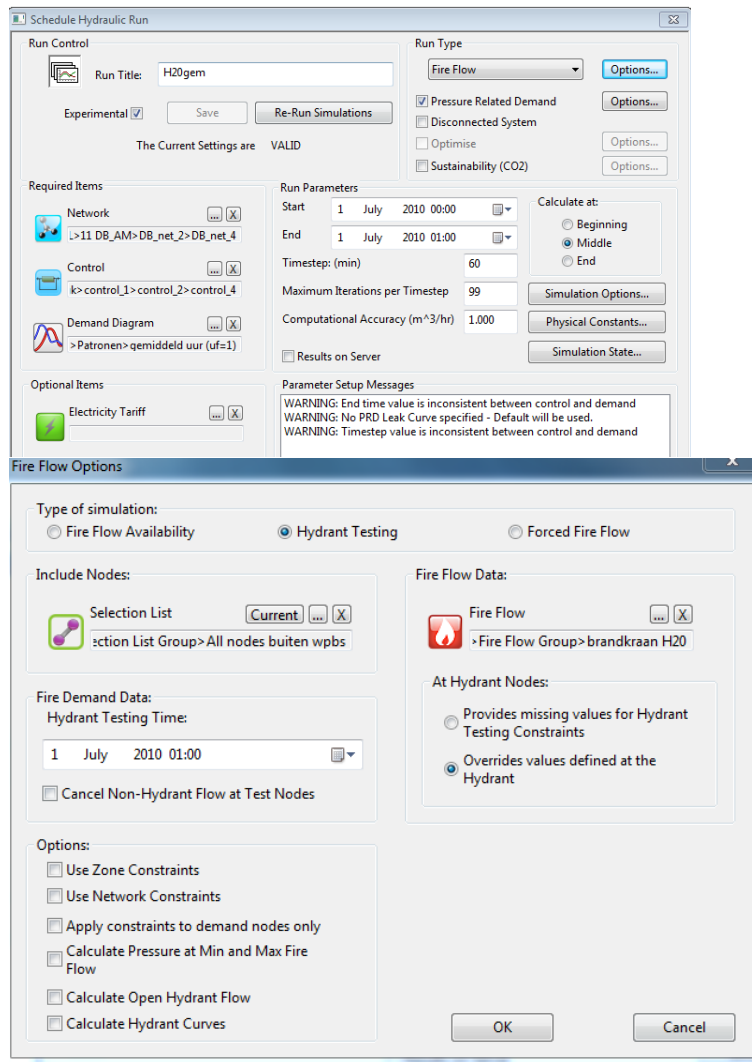 Schedule Hydraulic Run
Run Control
Run Title: H20gem
Experimental Save Re-Run Simulations
The Current Settings are VALID
Run Type
Fire Flow Options...
Pressure Related Demand Options...
Disconnected System
Optimise Options...
Sustainability (CO2) Options...
Required Items
Network ... X
.>11 DB_AM>DB_net_2>DB_net_4
Control ... X
k>control_1>control_2>control_4
Demand Diagram ... X
>Patronen>gemiddeld uur (uf=1)
Run Parameters
Start 1 July 2010 00:00
End 1 July 2010 01:00
Timestep: (min) 60
Maximum Iterations per Timestep 99
Computational Accuracy (m^3/hr) 1.000
Results on Server
Calculate at:
Beginning
Middle
End
Simulation Options...
Physical Constants...
Simulation State...
Optional Items
Electricity Tariff ... X
Parameter Setup Messages
WARNING: End time value is inconsistent between control and demand
WARNING: No PRD Leak Curve specified - Default will be used.
WARNING: Timestep value is inconsistent between control and demand
Fire Flow Options X
Type of simulation:
Fire Flow Availability Hydrant Testing Forced Fire Flow
Include Nodes:
Selection List Current ... X
ection List Group>All nodes buiten wpbs
Fire Demand Data:
Hydrant Testing Time:
1 July 2010 01:00
Cancel Non-Hydrant Flow at Test Nodes
Fire Flow Data:
Fire Flow ... X
>Fire Flow Group>brandkraan H20
At Hydrant Nodes:
Provides missing values for Hydrant
Testing Constraints
Overrides values defined at the
Hydrant
Options:
Use Zone Constraints
Use Network Constraints
Apply constraints to demand nodes only
Calculate Pressure at Min and Max Fire
Flow
Calculate Open Hydrant Flow
Calculate Hydrant Curves
OK Cancel